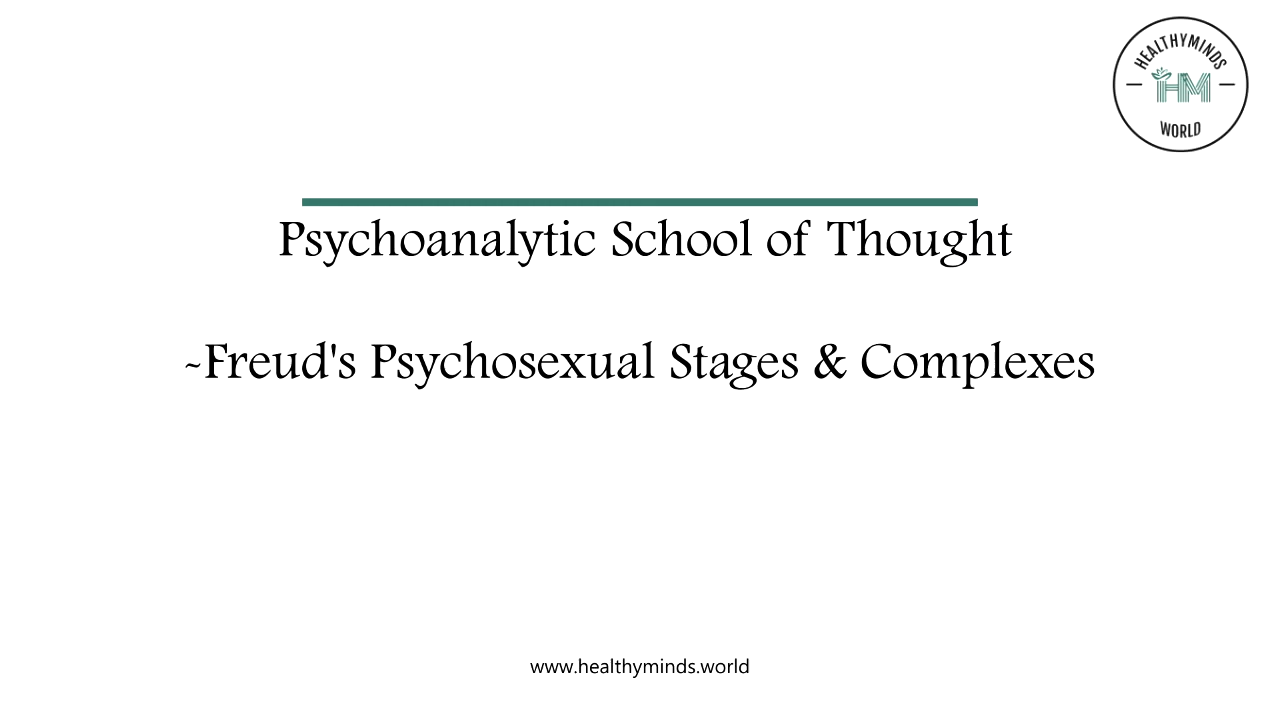 HEALTHYMINDS
HM
WORLD
Psychoanalytic School of Thought
-Freud's Psychosexual Stages & Complexes
www.healthyminds.world